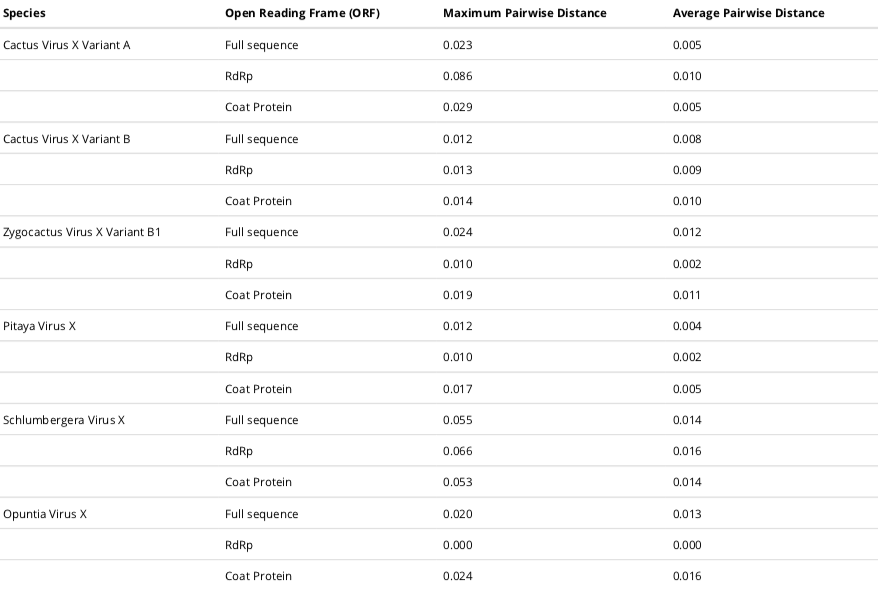 Species Open Reading Frame (ORF) Maximum Pairwise Distance Average Pairwise Distance
Cactus Virus X Variant A Full sequence 0.023 0.005
RdRp 0.086 0.010
Coat Protein 0.029 0.005
Cactus Virus X Variant B Full sequence 0.012 0.008
RdRp 0.013 0.009
Coat Protein 0.014 0.010
Zygocactus Virus X Variant B1 Full sequence 0.024 0.012
RdRp 0.010 0.002
Coat Protein 0.019 0.011
Pitaya Virus X Full sequence 0.012 0.004
RdRp 0.010 0.002
Coat Protein 0.017 0.005
Schlumbergera Virus X Full sequence 0.055 0.014
RdRp 0.066 0.016
Coat Protein 0.053 0.014
Opuntia Virus X Full sequence 0.020 0.013
RdRp 0.000 0.000
Coat Protein 0.024 0.016